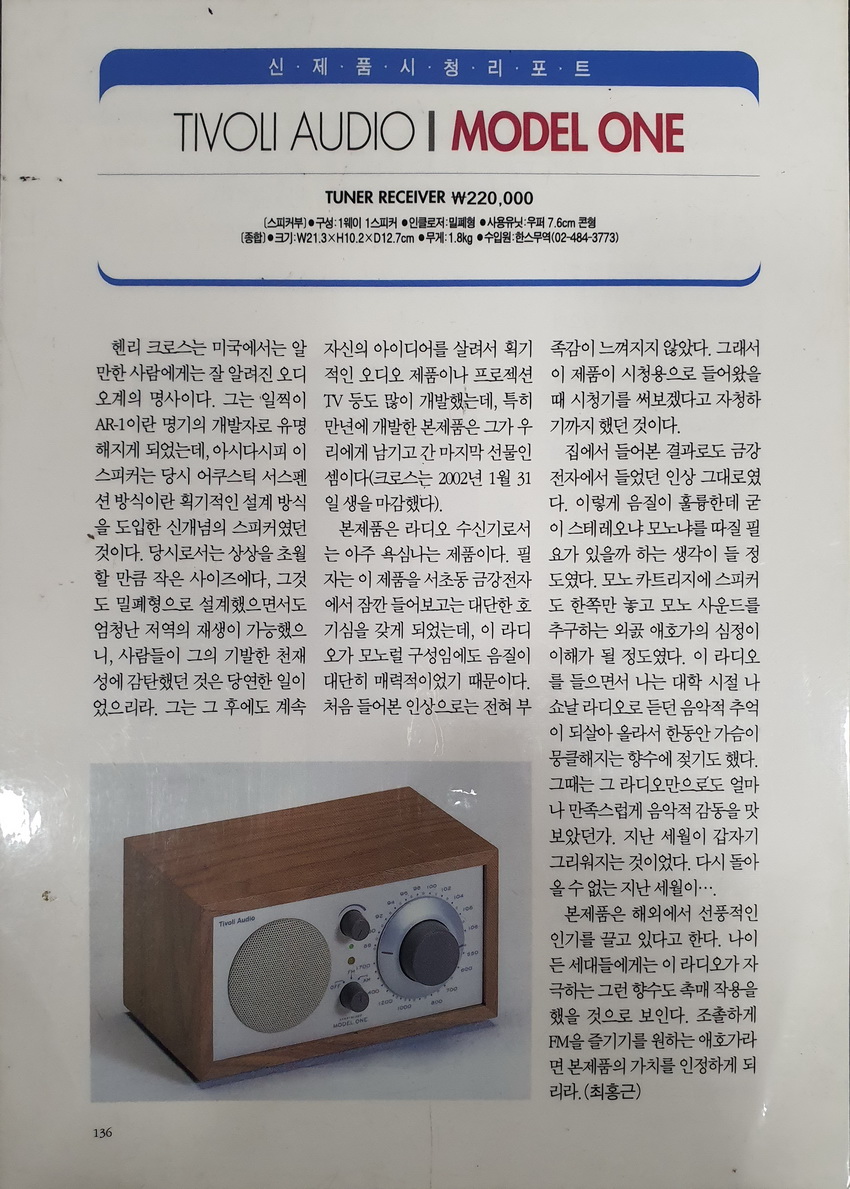 신·제·품·시·청·리·포·트
TIVOLI AUDIO | MODEL ONE
TUNER RECEIVER ₩220,000
〔스피커부〕●구성:1웨이 1스피커 ●인클로저:밀폐형 ●사용유닛:우퍼 7.6cm 콘형
〔종합〕●크기:W21.3×H10.2×D12.7cm ●무게:1.8kg ●수입원:한스무역(02-484-3773)
헨리 크로스는 미국에서는 알
만한 사람에게는 잘 알려진 오디
오계의 명사이다. 그는 일찍이
AR-1이란 명기의 개발자로 유명
해지게 되었는데, 아시다시피 이
스피커는 당시 어쿠스틱 서스펜
션 방식이란 획기적인 설계 방식
을 도입한 신개념의 스피커였던
것이다. 당시로서는 상상을 초월
할 만큼 작은 사이즈에다, 그것
도 밀폐형으로 설계했으면서도
엄청난 저역의 재생이 가능했으
니, 사람들이 그의 기발한 천재
성에 감탄했던 것은 당연한 일이
었으리라. 그는 그 후에도 계속
자신의 아이디어를 살려서 획기
적인 오디오 제품이나 프로젝션
TV 등도 많이 개발했는데, 특히
만년에 개발한 본제품은 그가 우
리에게 남기고 간 마지막 선물인
셈이다(크로스는 2002년 1월 31
일 생을 마감했다).
본제품은 라디오 수신기로서
는 아주 욕심나는 제품이다. 필
자는 이 제품을 서초동 금강전자
에서 잠깐 들어보고는 대단한 호
기심을 갖게 되었는데, 이 라디
오가 모노럴 구성임에도 음질이
대단히 매력적이었기 때문이다.
처음 들어본 인상으로는 전혀 부
족감이 느껴지지 않았다. 그래서
이 제품이 시청용으로 들어왔을
때 시청기를 써보겠다고 자청하
기까지 했던 것이다.
집에서 들어본 결과로도 금강
전자에서 들었던 인상 그대로였
다. 이렇게 음질이 훌륭한데 굳
이 스테레오냐 모노냐를 따질 필
요가 있을까 하는 생각이 들 정
도였다. 모노 카트리지에 스피커
도 한쪽만 놓고 모노 사운드를
추구하는 외곬 애호가의 심정이
이해가 될 정도였다. 이 라디오
를 들으면서 나는 대학 시절 나
쇼날 라디오로 듣던 음악적 추억
이 되살아 올라서 한동안 가슴이
뭉클해지는 향수에 젖기도 했다.
그때는 그 라디오만으로도 얼마
나 만족스럽게 음악적 감동을 맛
보았던가. 지난 세월이 갑자기
그리워지는 것이었다. 다시 돌아
올 수 없는 지난 세월이….
본제품은 해외에서 선풍적인
인기를 끌고 있다고 한다. 나이
든 세대들에게는 이 라디오가 자
극하는 그런 향수도 촉매 작용을
했을 것으로 보인다. 조촐하게
FM을 즐기기를 원하는 애호가라
면 본제품의 가치를 인정하게 되
리라. (최홍근)
Tivoli Audio
92 94 96 98 100 102 104 106 108
88
FM
OFF AM
1700 1400 1200 1000 800 700 600 530
MODEL ONE
136